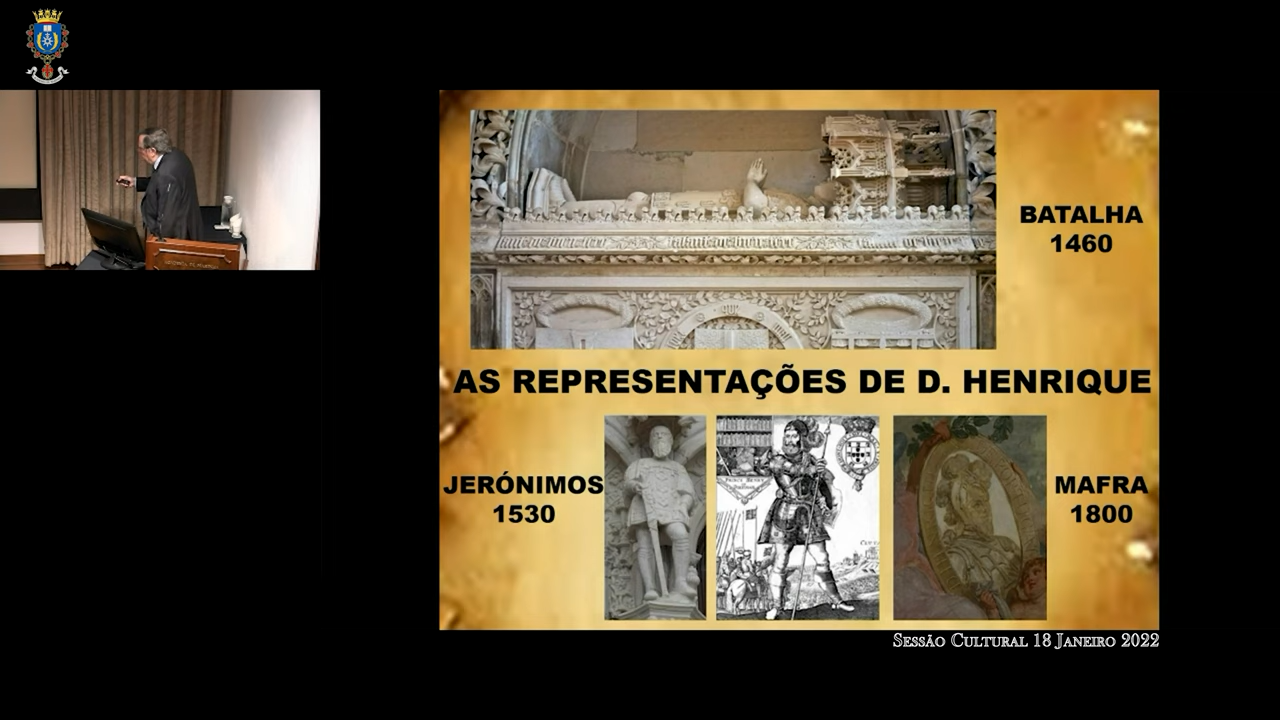 BATALHA
1460
AS REPRESENTAÇÕES DE D. HENRIQUE
JERÓNIMOS
1530
MAFRA
1800
SESSÃO CULTURAL 18 JANEIRO 2022